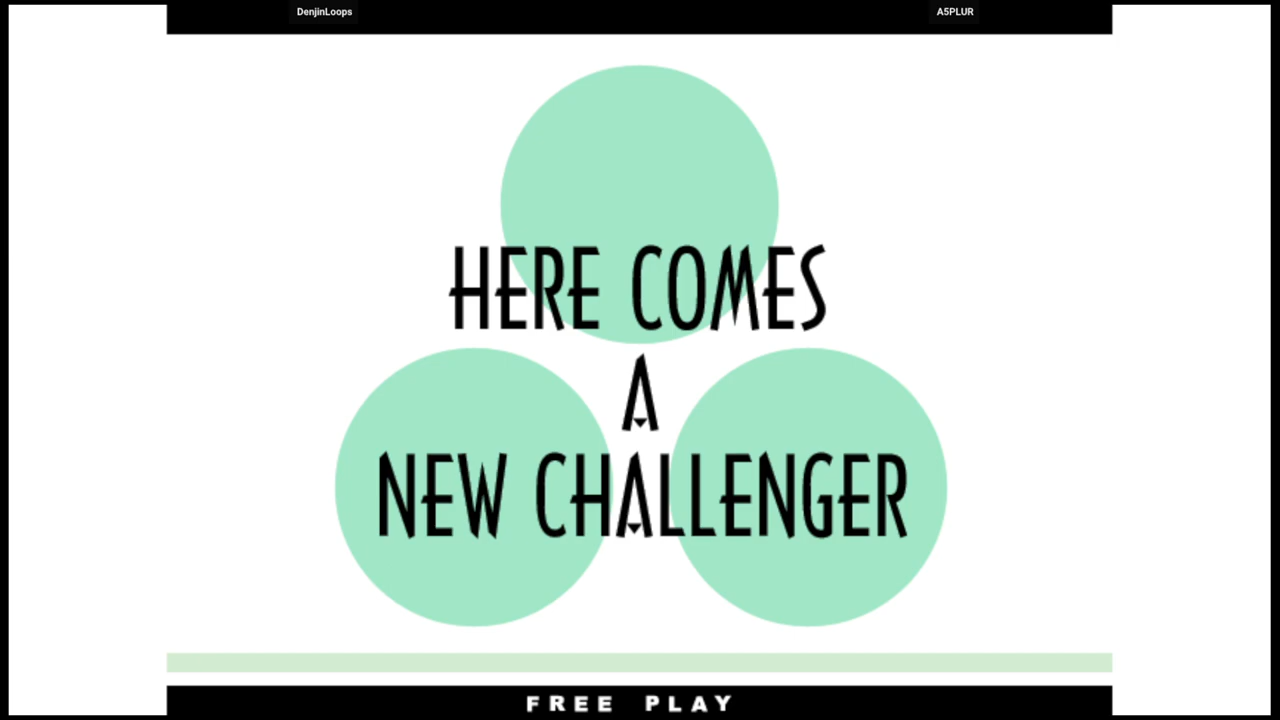 DenjinLoops
A5PLUR
HERE COMES
A
NEW CHALLENGER
FREE PLAY